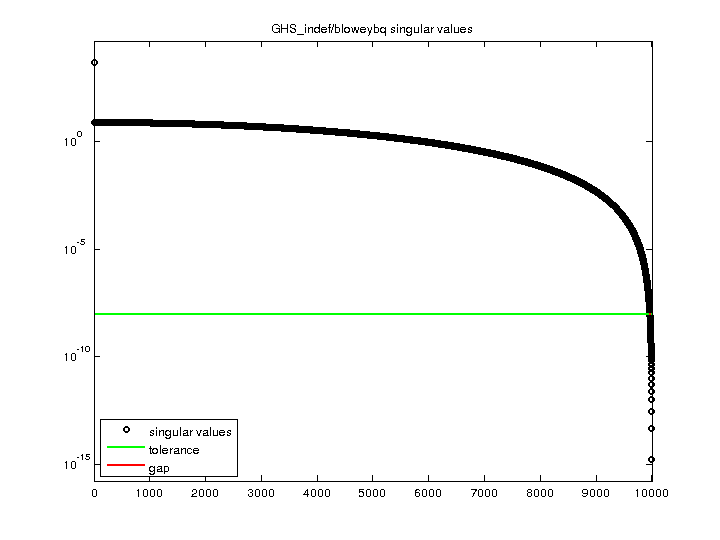 GHS_indef/bloweybq singular values
10^0
10^-5
10^-10
10^-15
singular values
tolerance
gap
0 1000 2000 3000 4000 5000 6000 7000 8000 9000 10000